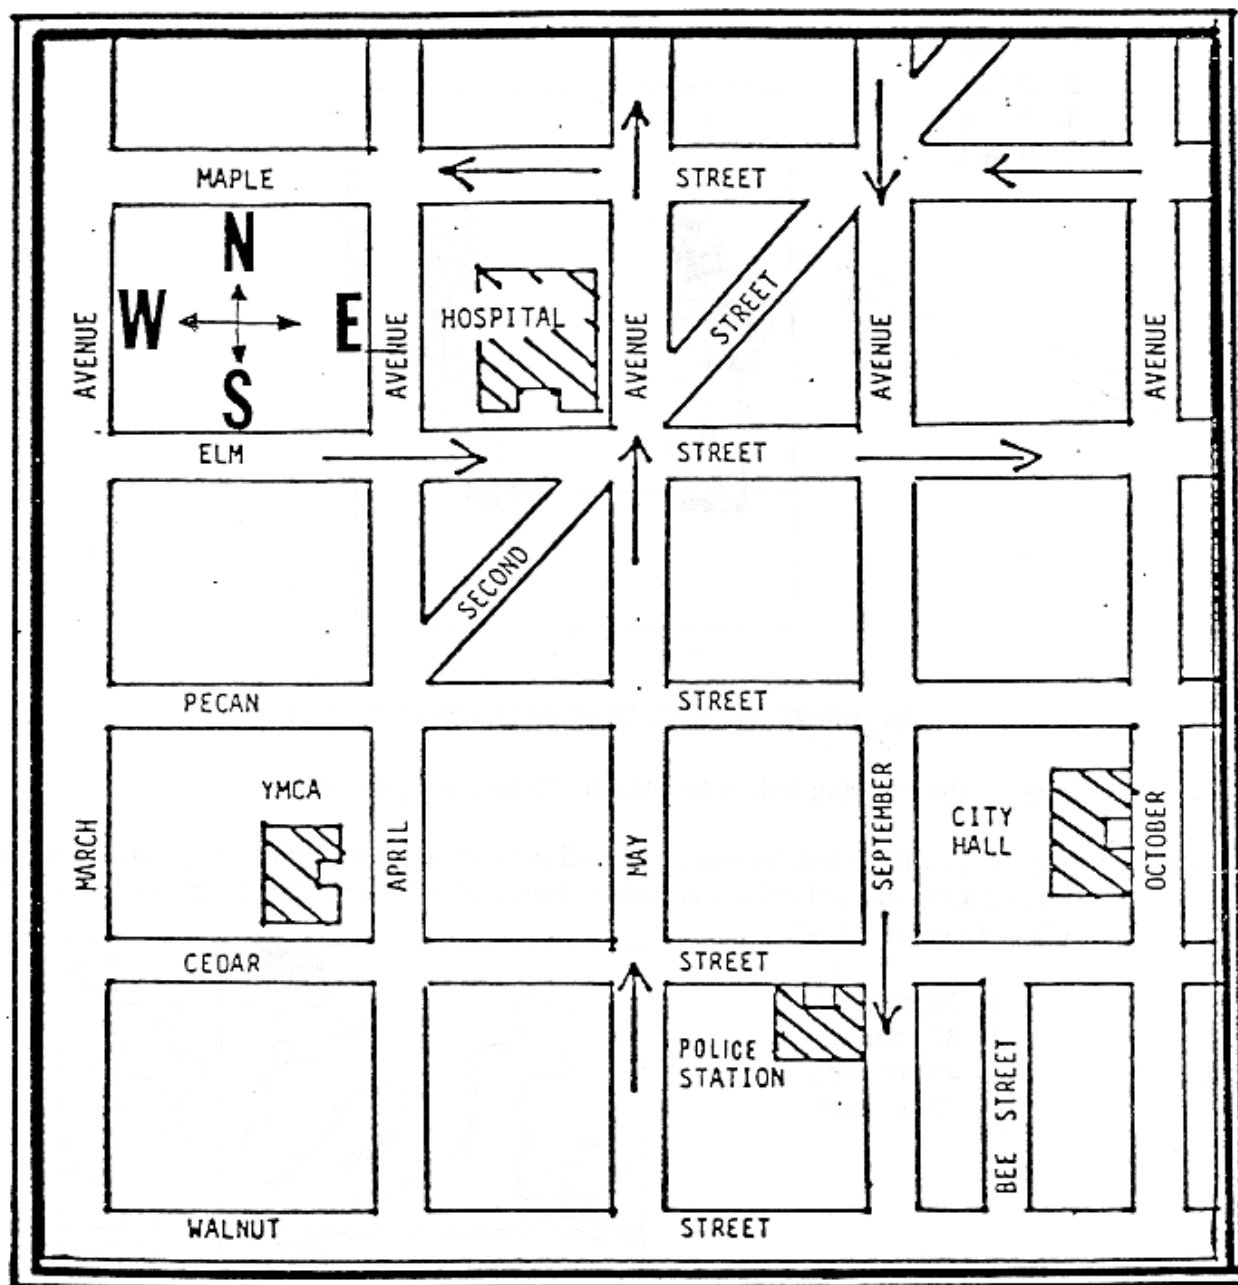 MAPLE STREET
N
W E
S
HOSPITAL
STREET
AVENUE AVENUE AVENUE AVENUE AVENUE
ELM STREET
SECOND
PECAN STREET
YMCA
CITY
HALL
MARCH APRIL MAY SEPTEMBER OCTOBER
CEDAR STREET
POLICE
STATION
BEE STREET
WALNUT STREET